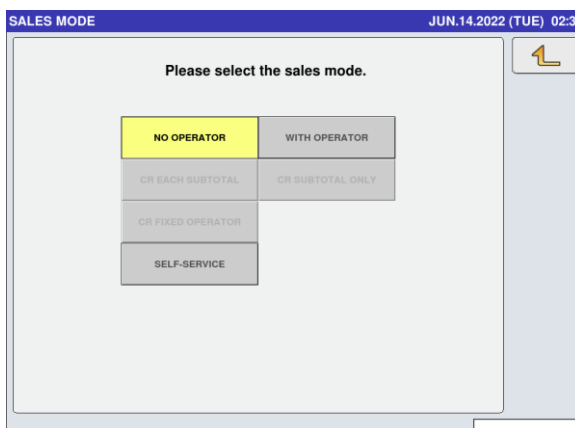 SALES MODE JUN.14.2022 (TUE) 02:3
Please select the sales mode.
NO OPERATOR WITH OPERATOR
CR EACH SUBTOTAL CR SUBTOTAL ONLY
CR FIXED OPERATOR
SELF-SERVICE